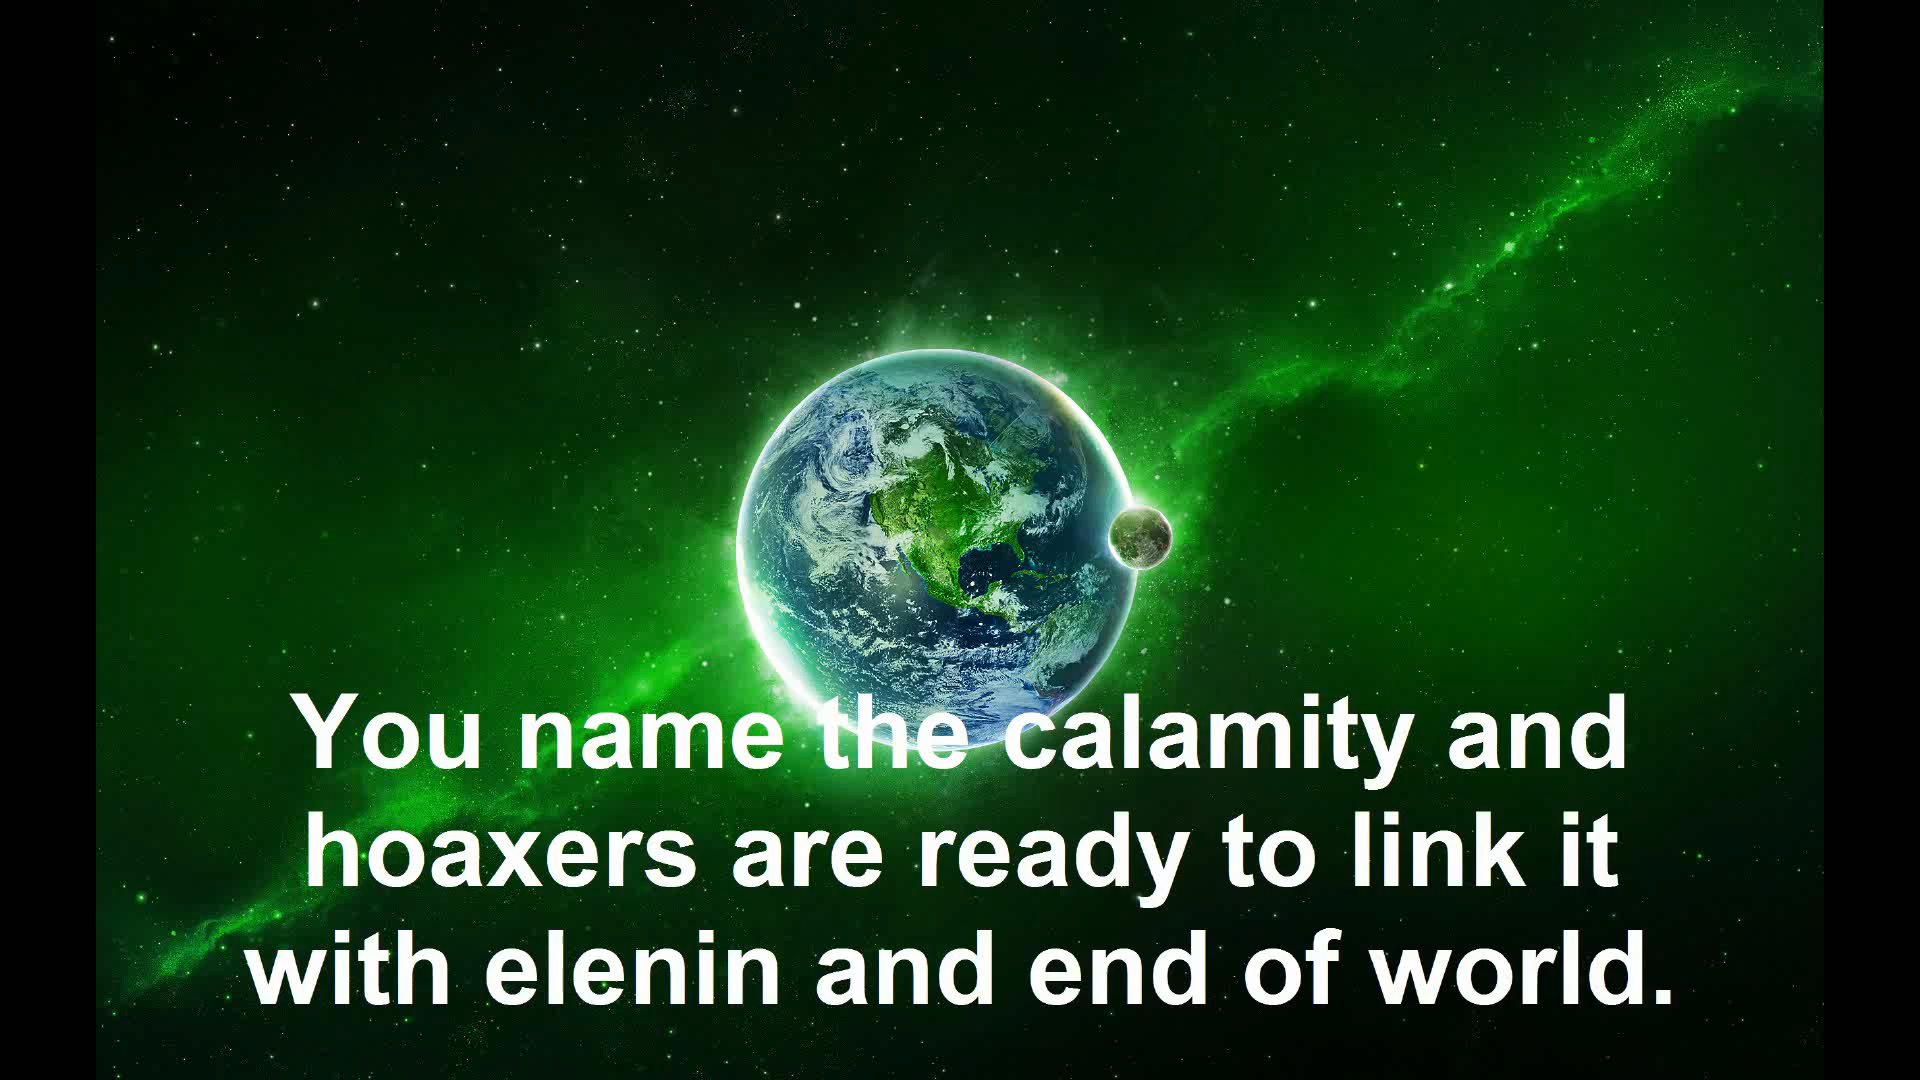 You name the calamity and
hoaxers are ready to link it
with elenin and end of world.